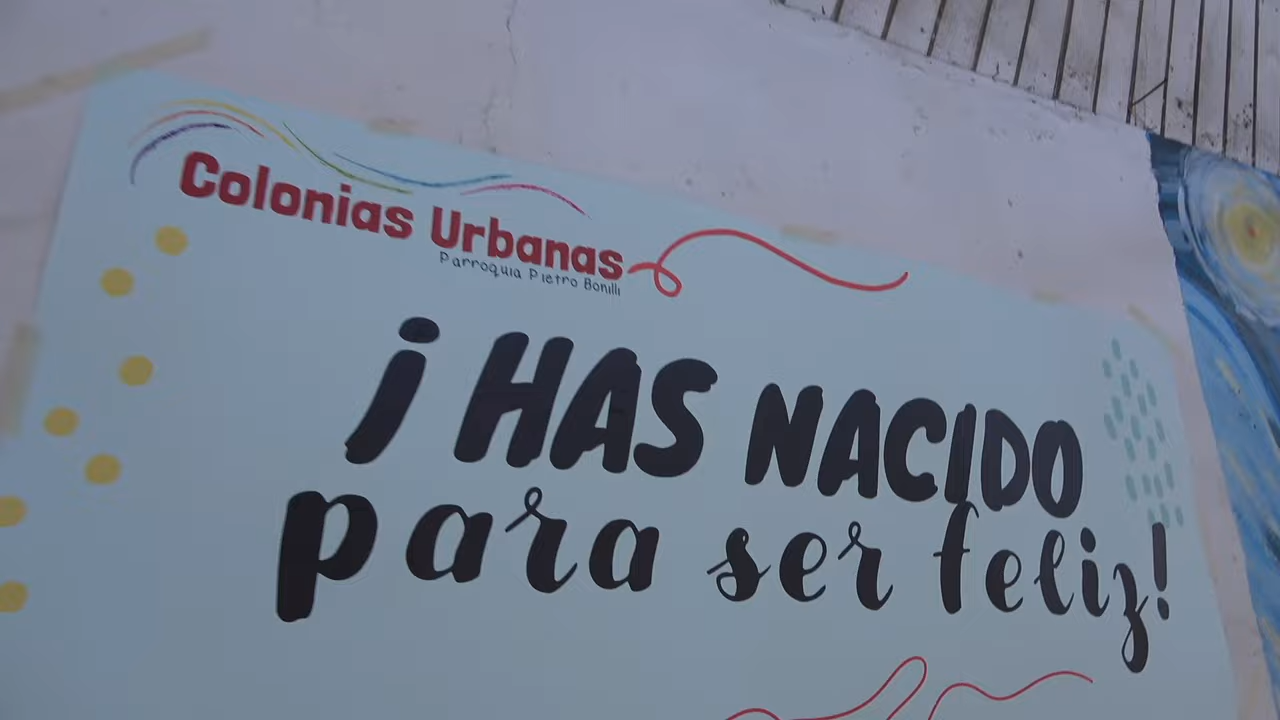 Colonias Urbanas
Parroquia Pietro Bonilli
¡HAS NACIDO
para ser feliz!